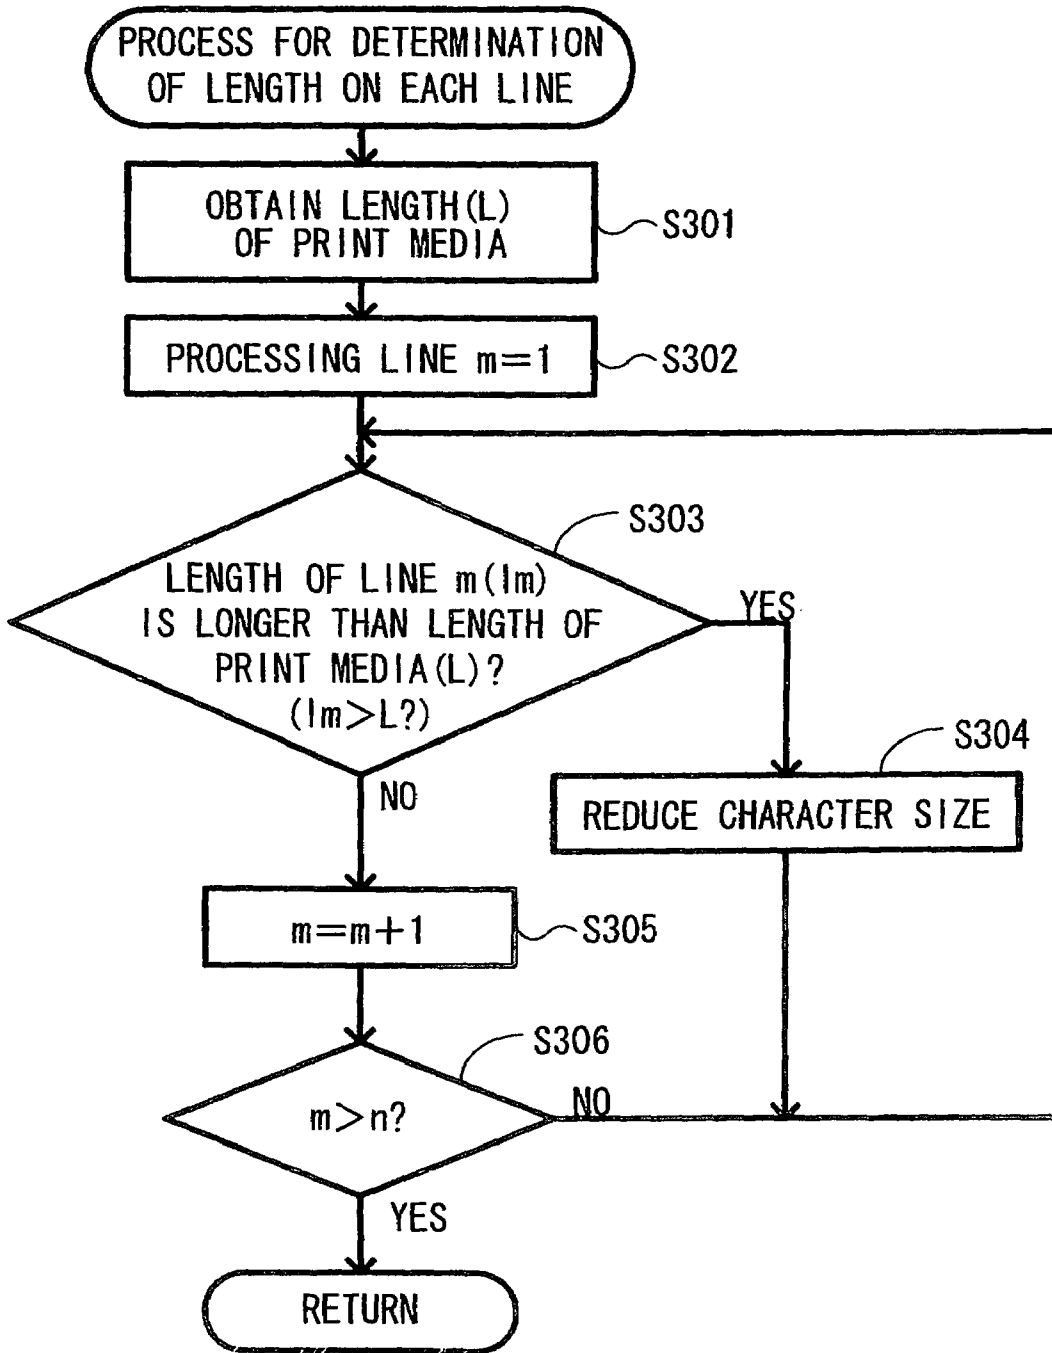 PROCESS FOR DETERMINATION
OF LENGTH ON EACH LINE
OBTAIN LENGTH(L)
OF PRINT MEDIA
S301
PROCESSING LINE m=1
S302
S303
LENGTH OF LINE m(lm)
IS LONGER THAN LENGTH OF
PRINT MEDIA(L)?
(lm>L?)
YES
NO
S304
REDUCE CHARACTER SIZE
m=m+1
S305
S306
m>n?
NO
YES
RETURN